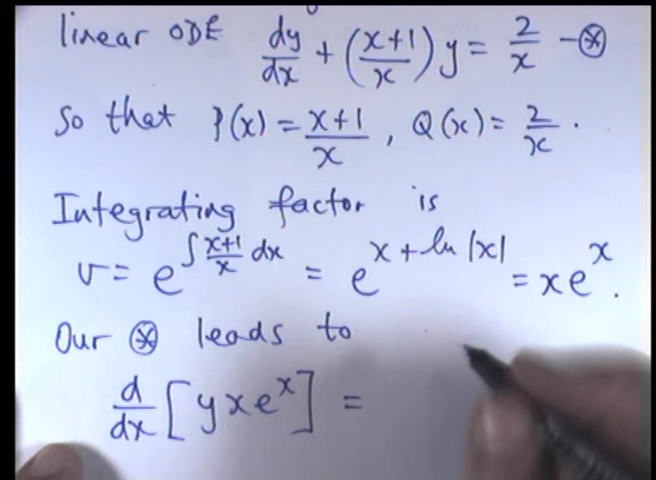 linear ODE dy/dx + (x+1/x) y = 2/x - ⊛
So that P(x) = x+1/x , Q(x) = 2/x .
Integrating factor is
v = e^∫ x+1/x dx = e^x + ln |x| = xe^x .
Our ⊛ leads to
d/dx [y x e^x] =